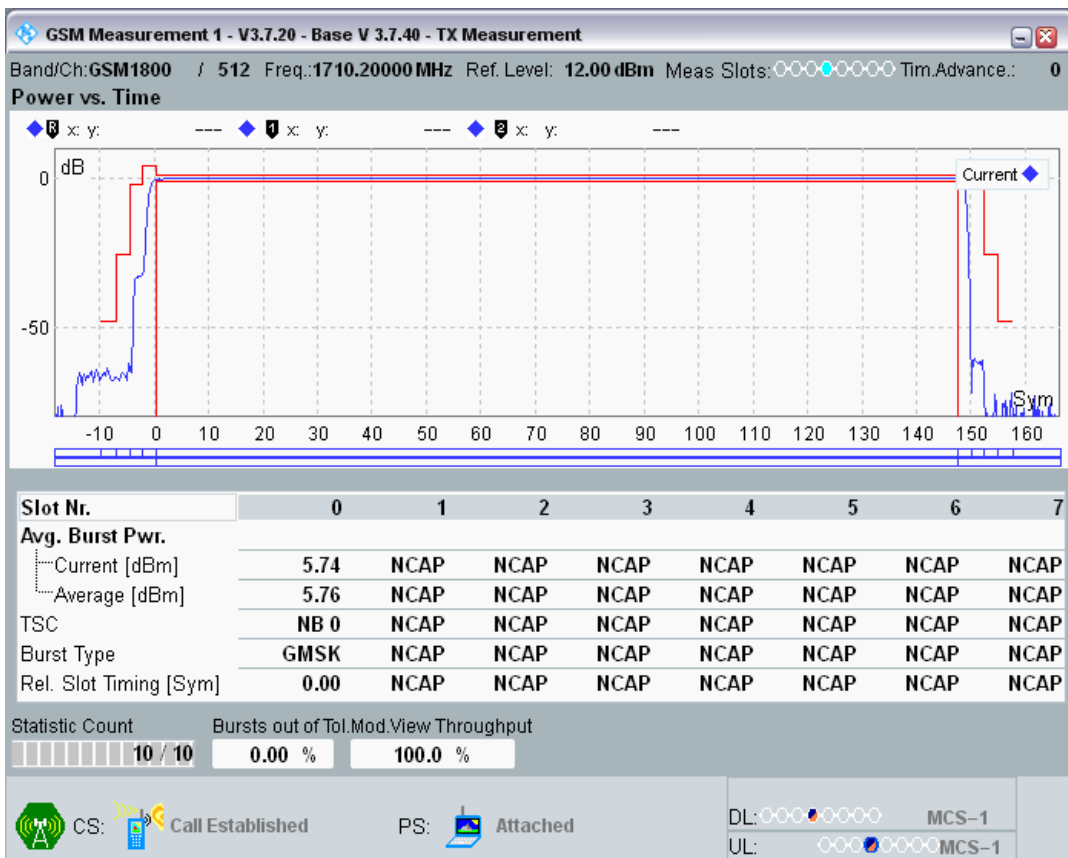 GSM Measurement 1 - V3.7.20 - Base V 3.7.40 - TX Measurement
Band/Ch:GSM1800 / 512 Freq.:1710.20000 MHz Ref. Level: 12.00 dBm Meas Slots: Tim.Advance.: 0
Power vs. Time
R x: y: --- 1 x: y: --- 2 x: y: ---
dB
Current
0
-50
Sym
-10 0 10 20 30 40 50 60 70 80 90 100 110 120 130 140 150 160
Slot Nr. 0 1 2 3 4 5 6 7
Avg. Burst Pwr.
Current [dBm] 5.74 NCAP NCAP NCAP NCAP NCAP NCAP NCAP
Average [dBm] 5.76 NCAP NCAP NCAP NCAP NCAP NCAP NCAP
TSC NB 0 NCAP NCAP NCAP NCAP NCAP NCAP NCAP
Burst Type GMSK NCAP NCAP NCAP NCAP NCAP NCAP NCAP
Rel. Slot Timing [Sym] 0.00 NCAP NCAP NCAP NCAP NCAP NCAP NCAP
Statistic Count Bursts out of Tol.Mod.View Throughput
10 / 10 0.00 % 100.0 %
CS: Call Established PS: Attached DL: MCS-1
UL: MCS-1